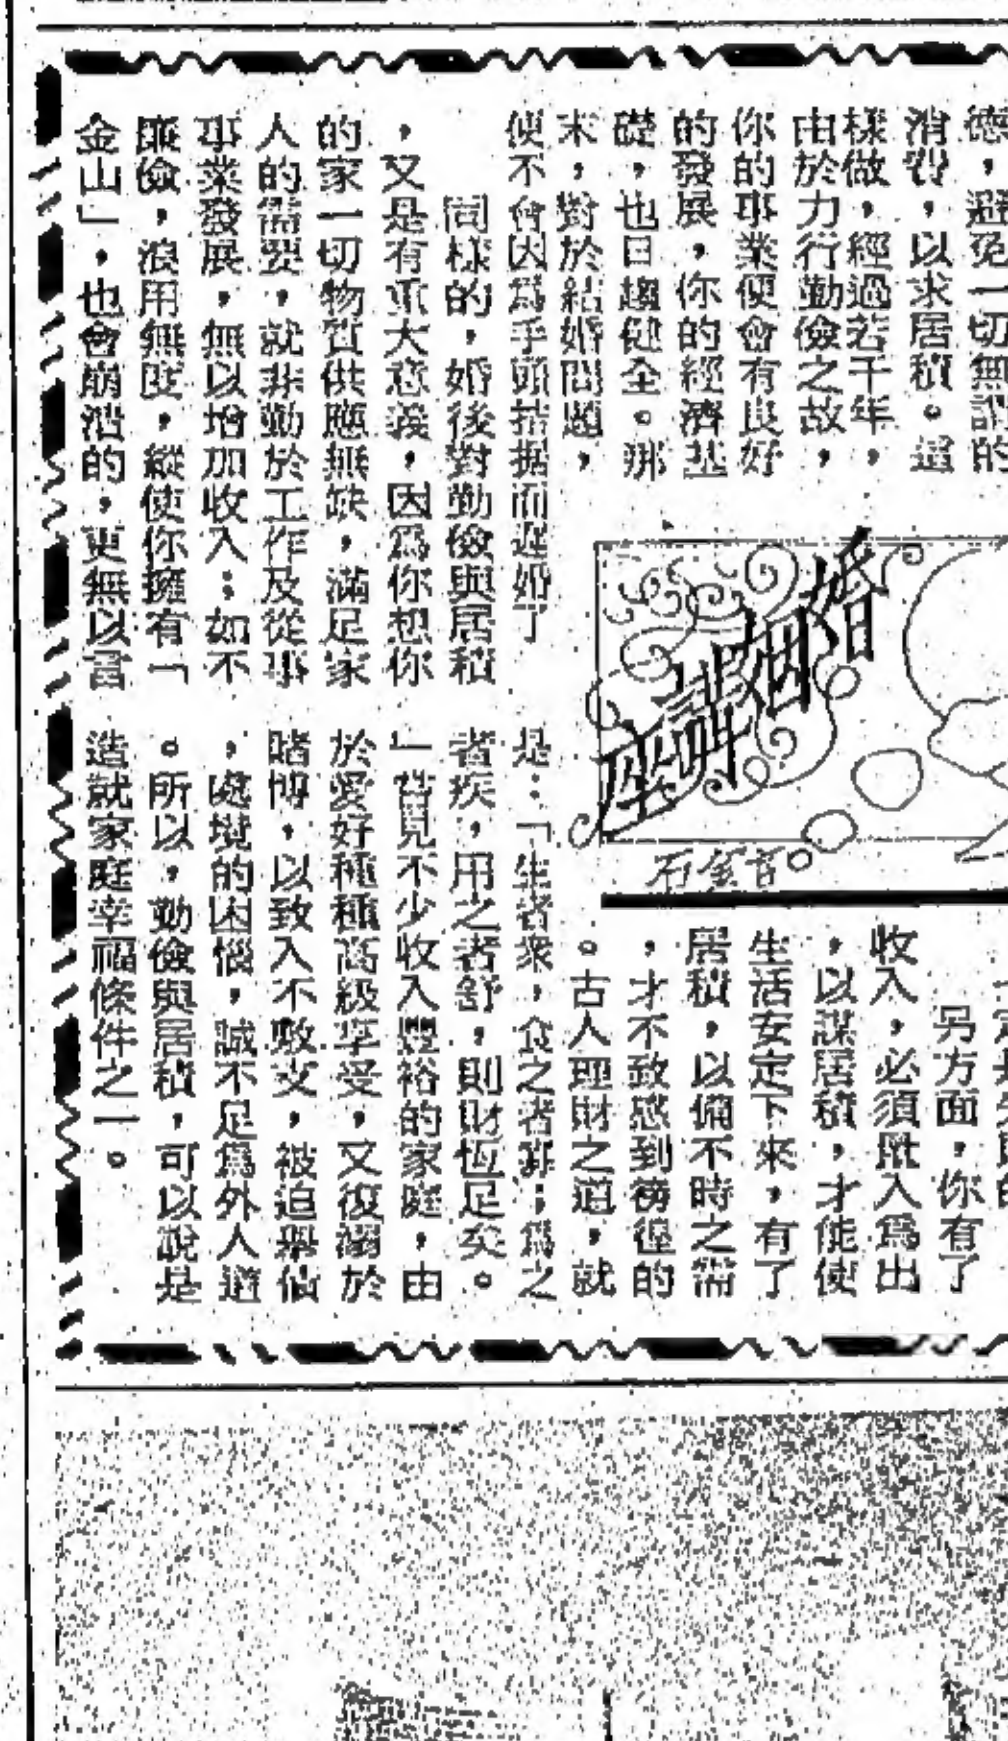 德，避免一切無謂的
消費，以求居積。這
樣做，經過若干年，
由於力行勤儉之故，
你的事業便會有良好
的發展，你的經濟基
礎，也日趨健全。那
末，對於結婚問題，
便不會因爲手頭拮据而遲婚了
同樣的，婚後對勤儉與居積
，又是有重大意義，因爲你想你
的家一切物質供應無缺，滿足家
人的需要，就非勤於工作及從事
事業發展，無以增加收入；如不
厲儉，浪用無度，縱使你擁有「
金山」，也會崩沿的，更無以言
婚姻講座
另方面，你有了
收入，必須量入爲出
，以謀居積，才能使
生活安定下來，有了
居積，以備不時之需
，才不致感到徬徨的
。古人理財之道，就
是：「生者衆，食之者寡；爲之
者疾，用之者舒，則財恆足矣。
」嘗見不少收入豐裕的家庭，由
於愛好種種高級享受，又復溺於
賭博，以致入不敷支，被迫舉債
，處境的困惱，誠不足爲外人道
。所以，勤儉與居積，可以說是
造就家庭幸福條件之一。